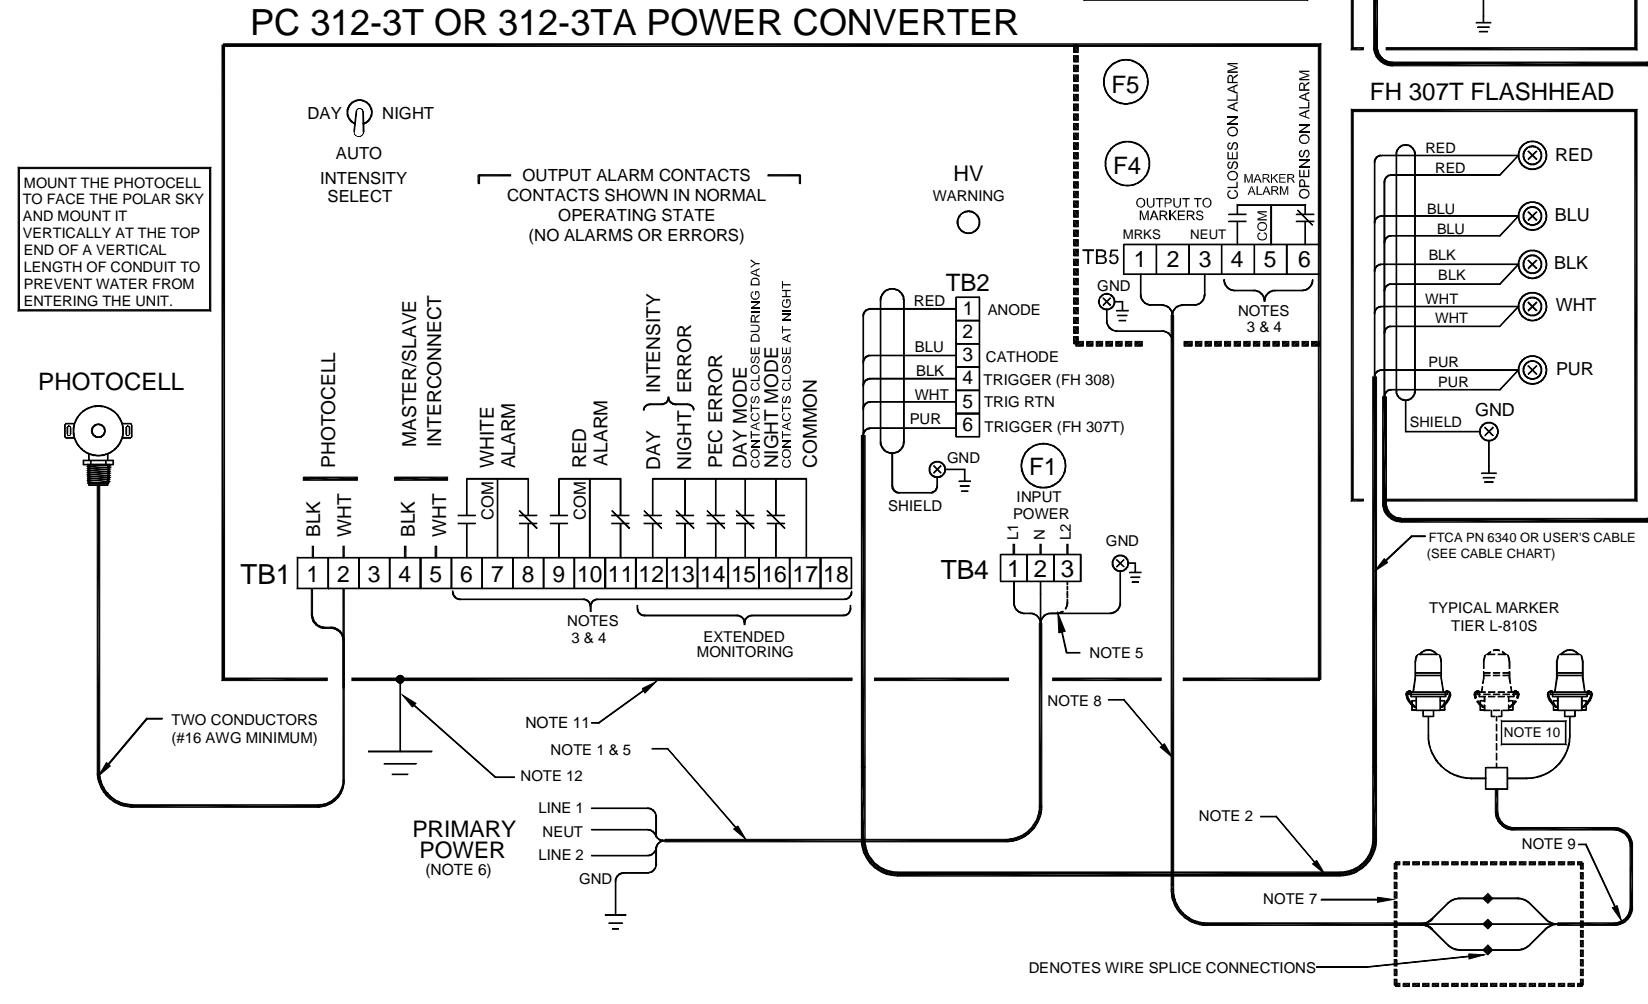 PC 312-3T OR 312-3TA POWER CONVERTER
DAY
NIGHT
AUTO
INTENSITY
SELECT
MOUNT THE PHOTOCELL
TO FACE THE POLAR SKY
AND MOUNT IT
VERTICALLY AT THE TOP
END OF A VERTICAL
LENGTH OF CONDUIT TO
PREVENT WATER FROM
ENTERING THE UNIT.
OUTPUT ALARM CONTACTS
CONTACTS SHOWN IN NORMAL
OPERATING STATE
(NO ALARMS OR ERRORS)
HV
WARNING
F5
F4
CLOSES ON ALARM
MARKER
ALARM
OPENS ON ALARM
OUTPUT TO
MARKERS
MRKS
NEUT
COM
TB5
1 2 3 4 5 6
GND
NOTES
3 & 4
FH 307T FLASHHEAD
RED
RED
RED
BLU
BLU
BLU
BLK
BLK
BLK
WHT
WHT
WHT
PUR
PUR
PUR
SHIELD
GND
PHOTOCELL
PHOTOCELL
MASTER/SLAVE
INTERCONNECT
WHITE
ALARM
RED
ALARM
DAY
NIGHT
INTENSITY
ERROR
PEC ERROR
DAY MODE
CONTACTS CLOSE DURING DAY
NIGHT MODE
CONTACTS CLOSE AT NIGHT
COMMON
BLK
WHT
BLK
WHT
COM
COM
TB1
1 2 3 4 5 6 7 8 9 10 11 12 13 14 15 16 17 18
NOTES
3 & 4
EXTENDED
MONITORING
TB2
RED
1
ANODE
2
BLU
3
CATHODE
BLK
4
TRIGGER (FH 308)
WHT
5
TRIG RTN
PUR
6
TRIGGER (FH 307T)
SHIELD
GND
F1
INPUT
POWER
L1
N
L2
TB4
1 2 3
GND
NOTE 5
FTCA PN 6340 OR USER'S CABLE
(SEE CABLE CHART)
TYPICAL MARKER
TIER L-810S
NOTE 10
TWO CONDUCTORS
(#16 AWG MINIMUM)
NOTE 11
NOTE 1 & 5
NOTE 12
NOTE 8
PRIMARY
POWER
(NOTE 6)
LINE 1
NEUT
LINE 2
GND
NOTE 2
NOTE 9
NOTE 7
DENOTES WIRE SPLICE CONNECTIONS